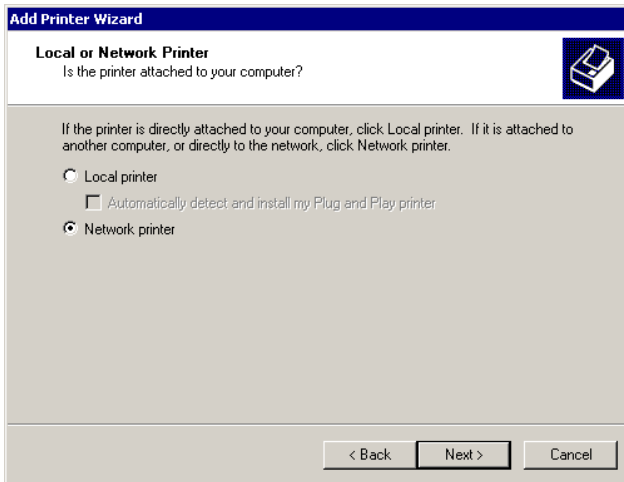 Add Printer Wizard
Local or Network Printer
Is the printer attached to your computer?
If the printer is directly attached to your computer, click Local printer. If it is attached to
another computer, or directly to the network, click Network printer.
Local printer
Automatically detect and install my Plug and Play printer
Network printer
< Back Next > Cancel